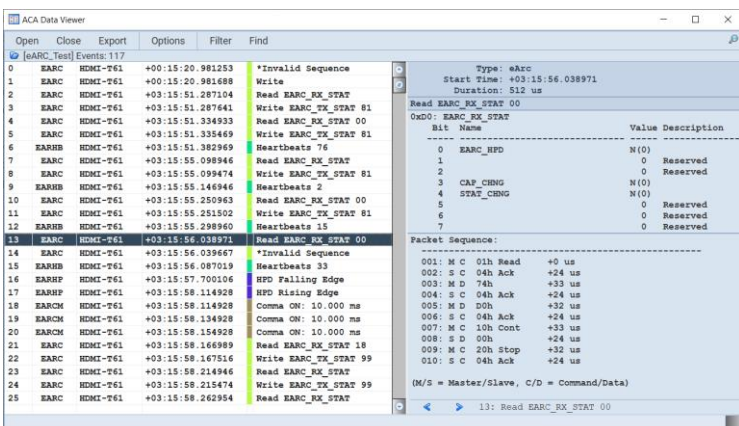 ACA Data Viewer
Open Close Export Options Filter Find
[eARC_Test] Events: 117
0 EARC HDMI-T61 +00:15:20.981253 *Invalid Sequence
1 EARC HDMI-T61 +00:15:20.981688 Write
2 EARC HDMI-T61 +03:15:51.287104 Read EARC_RX_STAT
3 EARC HDMI-T61 +03:15:51.287641 Write EARC_TX_STAT 81
4 EARC HDMI-T61 +03:15:51.334933 Read EARC_RX_STAT 00
5 EARC HDMI-T61 +03:15:51.335469 Write EARC_TX_STAT 81
6 EARHB HDMI-T61 +03:15:51.382969 Heartbeats 76
7 EARC HDMI-T61 +03:15:55.098946 Read EARC_RX_STAT
8 EARC HDMI-T61 +03:15:55.099474 Write EARC_TX_STAT 81
9 EARHB HDMI-T61 +03:15:55.146946 Heartbeats 2
10 EARC HDMI-T61 +03:15:55.250963 Read EARC_RX_STAT 00
11 EARC HDMI-T61 +03:15:55.251502 Write EARC_TX_STAT 81
12 EARHB HDMI-T61 +03:15:55.298960 Heartbeats 15
13 EARC HDMI-T61 +03:15:56.038971 Read EARC_RX_STAT 00
14 EARC HDMI-T61 +03:15:56.039667 *Invalid Sequence
15 EARHB HDMI-T61 +03:15:56.087019 Heartbeats 33
16 EARHP HDMI-T61 +03:15:57.700106 HPD Falling Edge
17 EARHP HDMI-T61 +03:15:58.114928 HPD Rising Edge
18 EARCM HDMI-T61 +03:15:58.114928 Comma ON: 10.000 ms
19 EARCM HDMI-T61 +03:15:58.134928 Comma ON: 10.000 ms
20 EARCM HDMI-T61 +03:15:58.154928 Comma ON: 10.000 ms
21 EARC HDMI-T61 +03:15:58.166989 Read EARC_RX_STAT 18
22 EARC HDMI-T61 +03:15:58.167516 Write EARC_TX_STAT 99
23 EARC HDMI-T61 +03:15:58.214946 Read EARC_RX_STAT
24 EARC HDMI-T61 +03:15:58.215474 Write EARC_TX_STAT 99
25 EARC HDMI-T61 +03:15:58.262954 Read EARC_RX_STAT
Type: eArc
Start Time: +03:15:56.038971
Duration: 512 us
Read EARC_RX_STAT 00
0xD0: EARC_RX_STAT
Bit Name Value Description
0 EARC_HPD N(0)
1 0 Reserved
2 0 Reserved
3 CAP_CHNG N(0)
4 STAT_CHNG N(0)
5 0 Reserved
6 0 Reserved
7 0 Reserved
Packet Sequence:
001: M C 01h Read +0 us
002: S C 04h Ack +24 us
003: M D 74h +33 us
004: S C 04h Ack +24 us
005: M D D0h +32 us
006: S C 04h Ack +24 us
007: M C 10h Cont +33 us
008: S D 00h +24 us
009: M C 20h Stop +32 us
010: S C 04h Ack +24 us
(M/S = Master/Slave, C/D = Command/Data)
13: Read EARC_RX_STAT 00